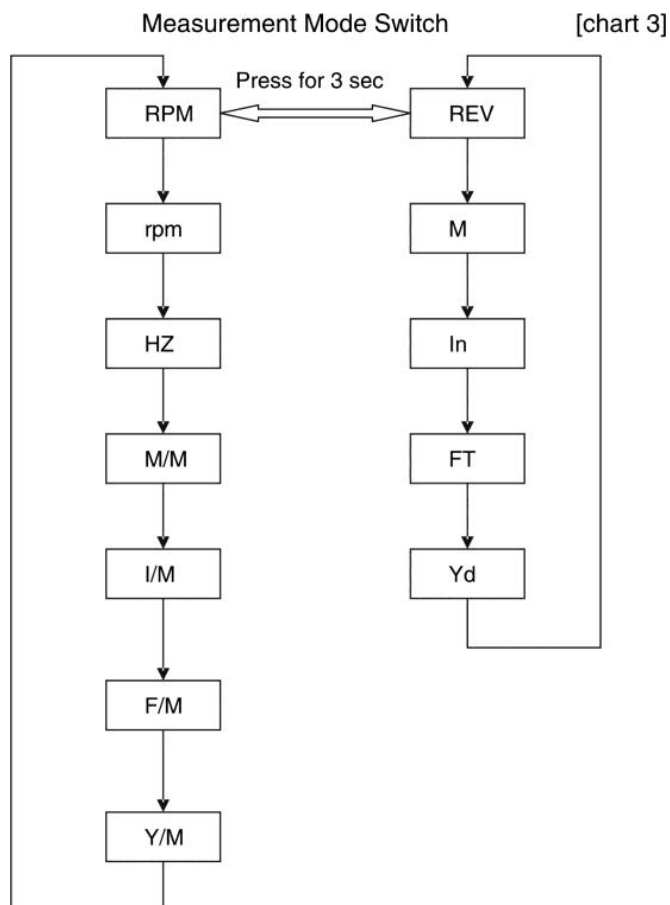 Measurement Mode Switch [chart 3]
Press for 3 sec
RPM REV
rpm M
HZ In
M/M FT
I/M Yd
F/M
Y/M